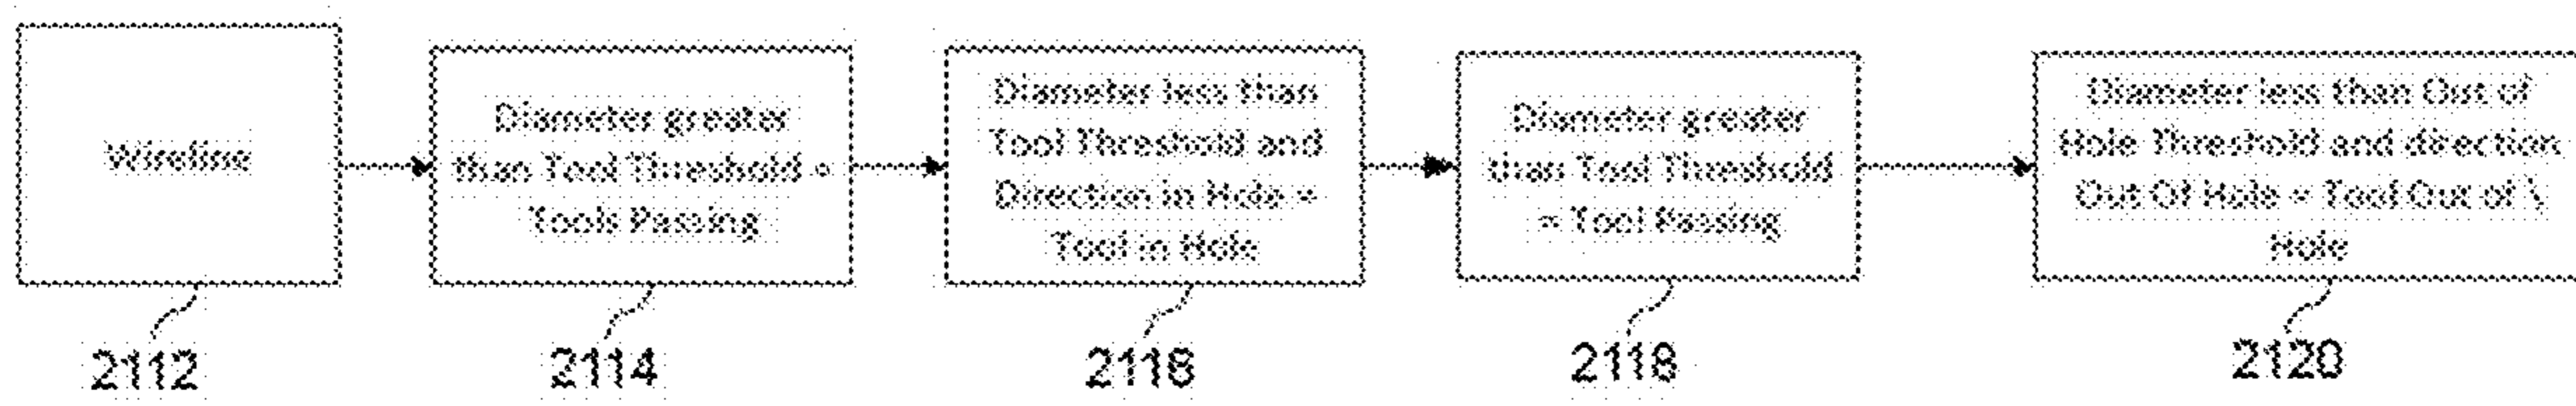 Wireline
Diameter greater
than Tool Threshold =
Tools Passing
Diameter less than
Tool Threshold and
Direction in Hole =
Tool in Hole
Diameter greater
than Tool Threshold
= Tool Passing
Diameter less than Out of
Hole Threshold and direction
Out Of Hole = Tool Out of \
Hole
2112
2114
2116
2118
2120